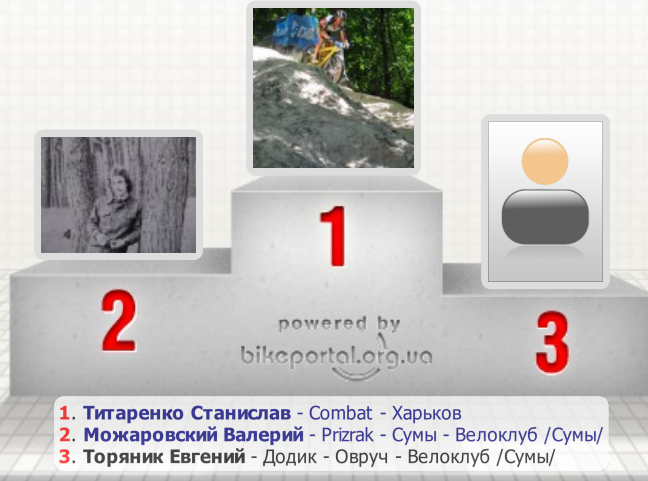 1
2
3
powered by
bikeportal.org.ua
1. Титаренко Станислав - Combat - Харьков
2. Можаровский Валерий - Prizrak - Сумы - Велоклуб /Сумы/
3. Торяник Евгений - Додик - Овруч - Велоклуб /Сумы/